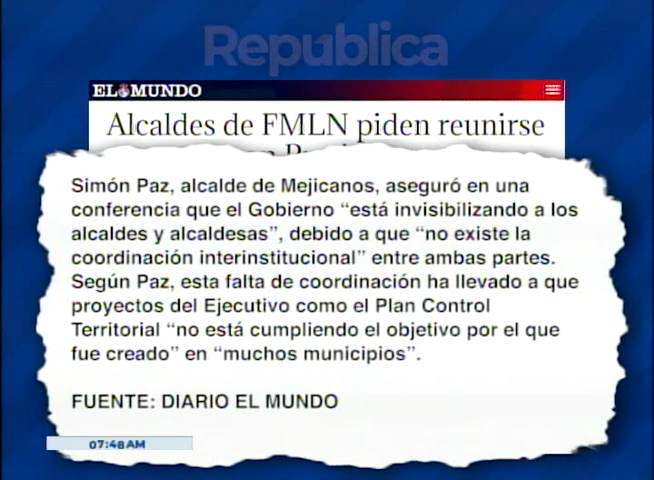 República
EL MUNDO
Alcaldes de FMLN piden reunirse
Simón Paz, alcalde de Mejicanos, aseguró en una
conferencia que el Gobierno “está invisibilizando a los
alcaldes y alcaldesas”, debido a que “no existe la
coordinación interinstitucional” entre ambas partes.
Según Paz, esta falta de coordinación ha llevado a que
proyectos del Ejecutivo como el Plan Control
Territorial “no está cumpliendo el objetivo por el que
fue creado” en “muchos municipios”.
FUENTE: DIARIO EL MUNDO
07:48AM